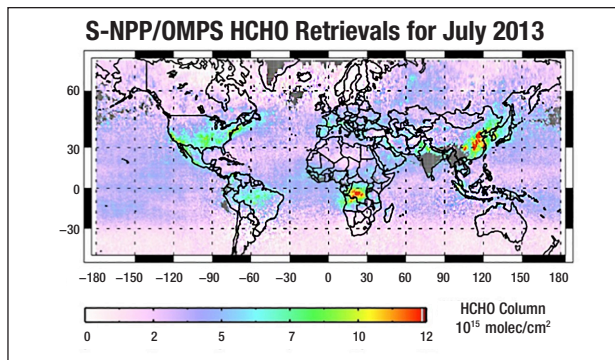 S-NPP/OMPS HCHO Retrievals for July 2013
60
30
0
−30
−180 −150 −120 −90 −60 −30 0 30 60 90 120 150 180
0 2 5 7 10 12
HCHO Column
10¹⁵ molec/cm²